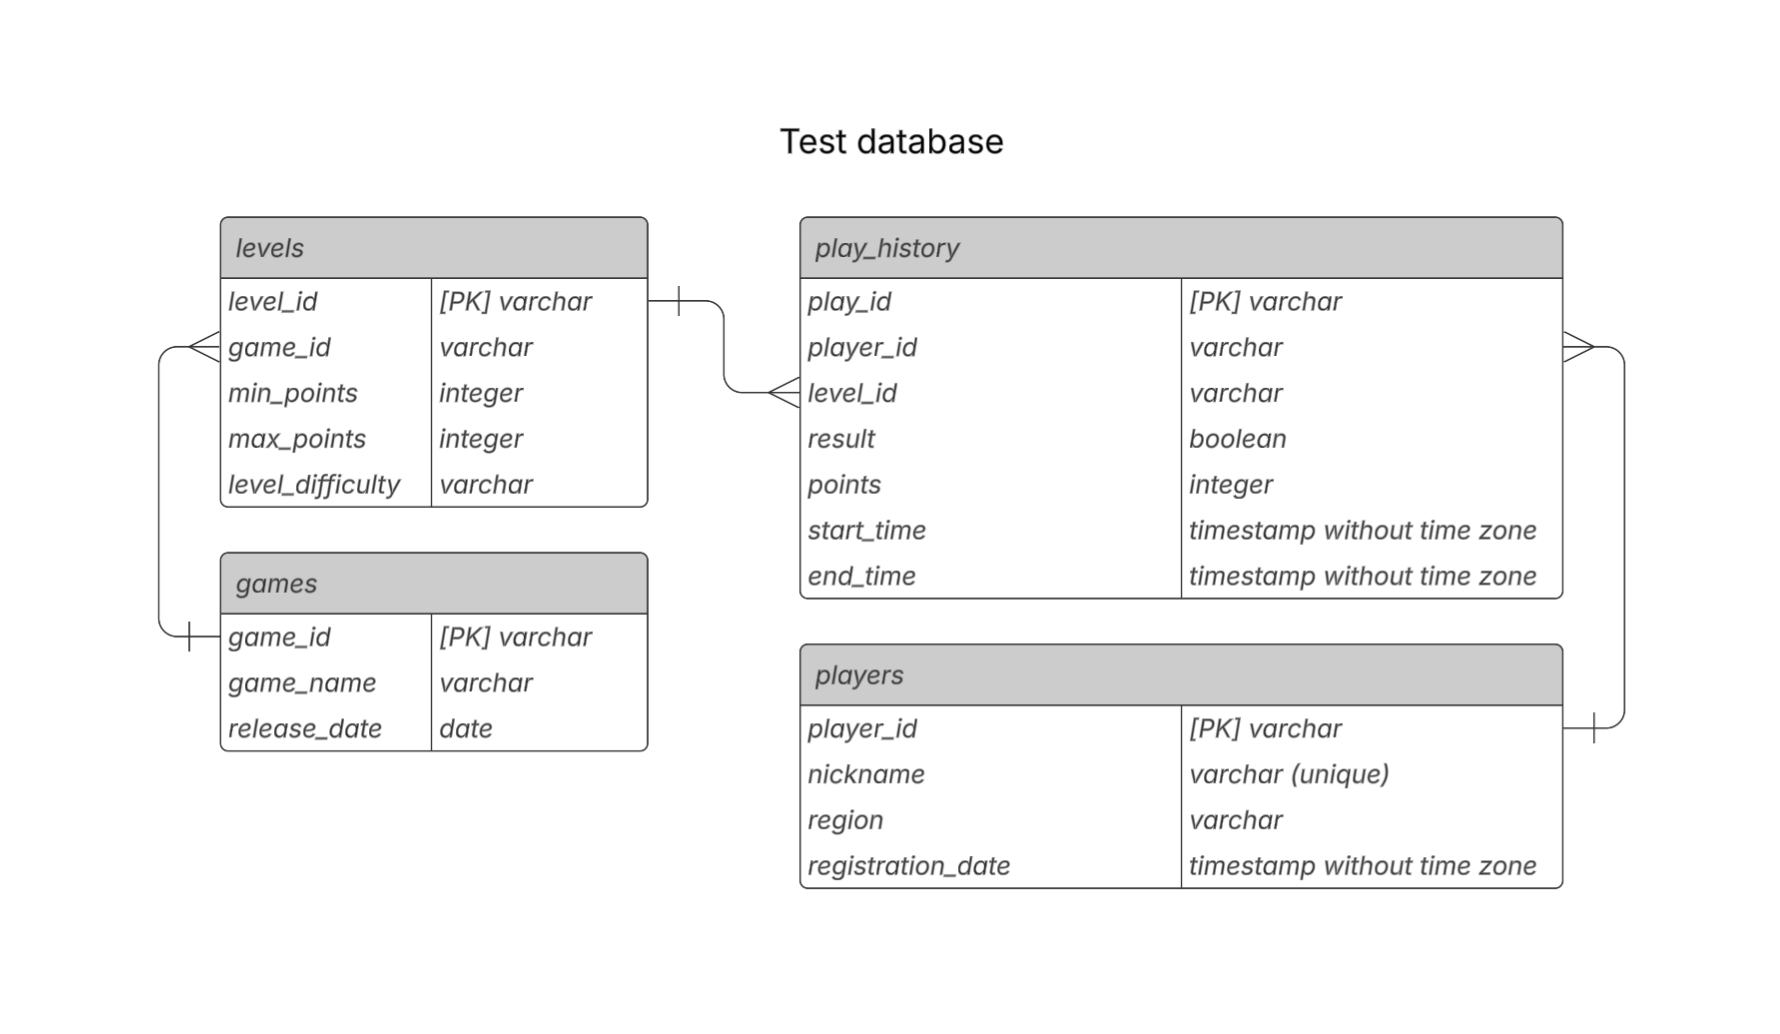 Test database
levels
level_id [PK] varchar
game_id varchar
min_points integer
max_points integer
level_difficulty varchar
games
game_id [PK] varchar
game_name varchar
release_date date
play_history
play_id [PK] varchar
player_id varchar
level_id varchar
result boolean
points integer
start_time timestamp without time zone
end_time timestamp without time zone
players
player_id [PK] varchar
nickname varchar (unique)
region varchar
registration_date timestamp without time zone